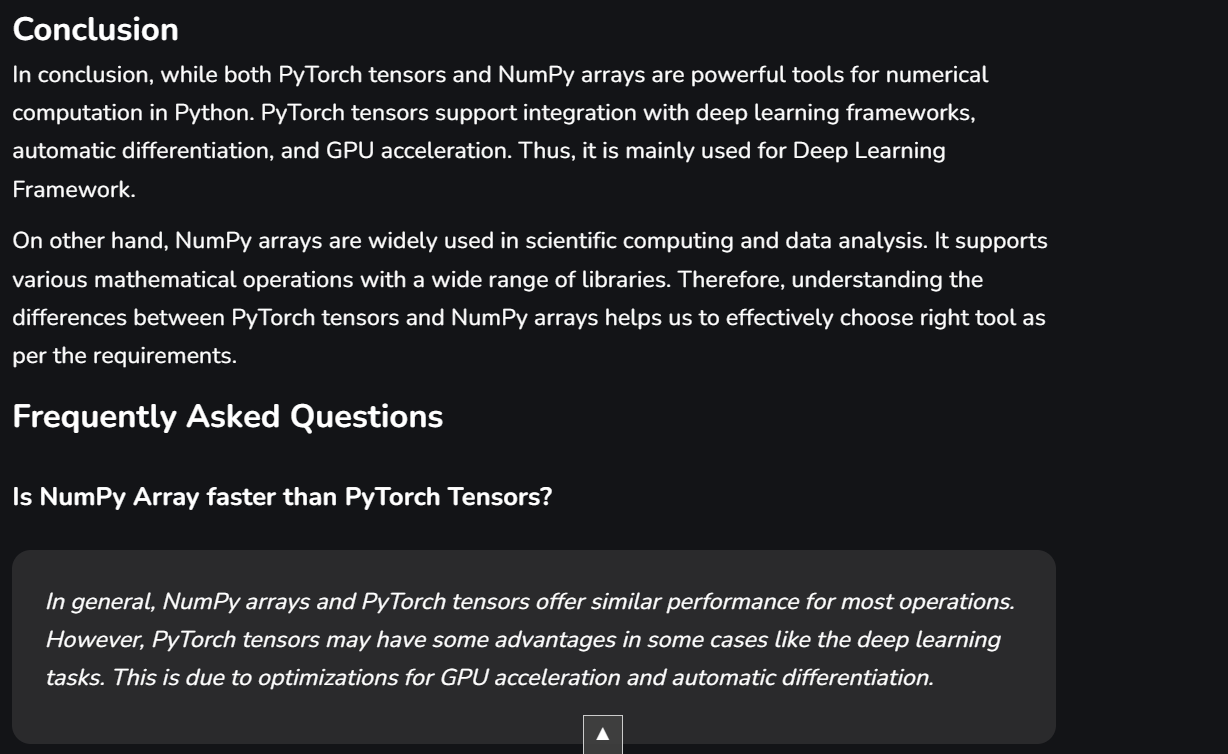 Conclusion
In conclusion, while both PyTorch tensors and NumPy arrays are powerful tools for numerical
computation in Python. PyTorch tensors support integration with deep learning frameworks,
automatic differentiation, and GPU acceleration. Thus, it is mainly used for Deep Learning
Framework.
On other hand, NumPy arrays are widely used in scientific computing and data analysis. It supports
various mathematical operations with a wide range of libraries. Therefore, understanding the
differences between PyTorch tensors and NumPy arrays helps us to effectively choose right tool as
per the requirements.
Frequently Asked Questions
Is NumPy Array faster than PyTorch Tensors?
In general, NumPy arrays and PyTorch tensors offer similar performance for most operations.
However, PyTorch tensors may have some advantages in some cases like the deep learning
tasks. This is due to optimizations for GPU acceleration and automatic differentiation.